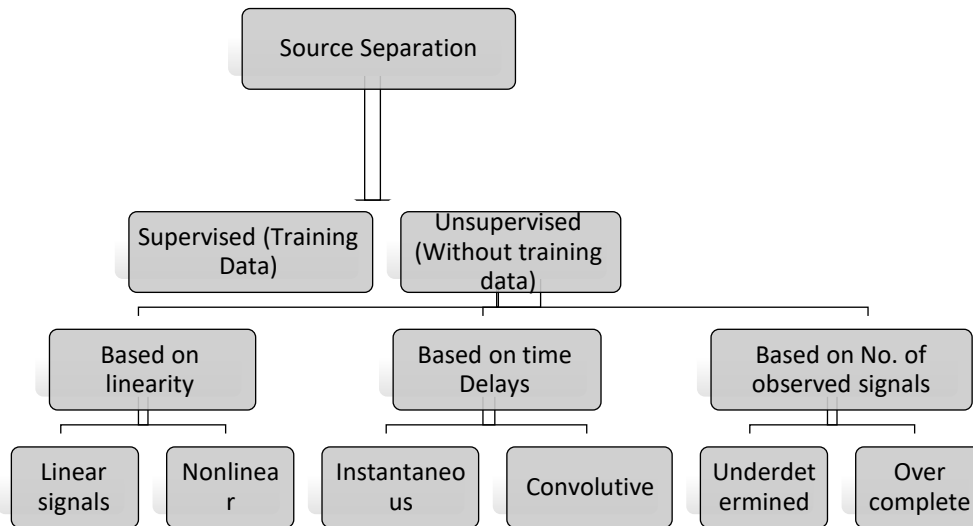 Source Separation
Supervised (Training
Data)
Unsupervised
(Without training
data)
Based on
linearity
Based on time
Delays
Based on No. of
observed signals
Linear
signals
Nonlinea
r
Instantaneo
us
Convolutive
Underdet
ermined
Over
complete